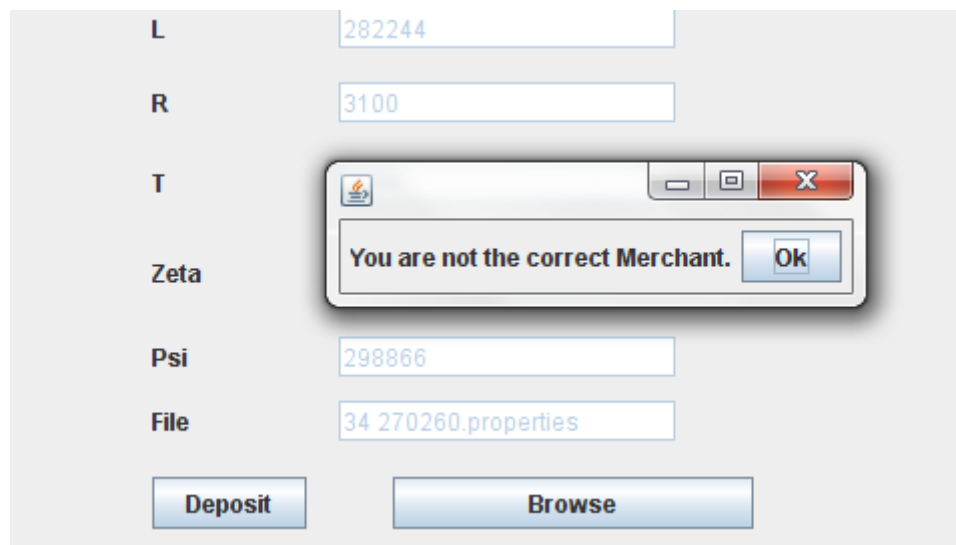 L 282244
R 3100
T
You are not the correct Merchant. Ok
Zeta
Psi 298866
File 34 270260.properties
Deposit Browse